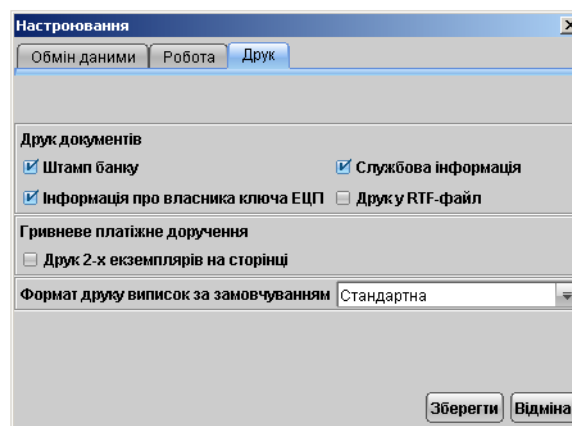 Настроювання
Обмін даними Робота Друк
Друк документів
Штамп банку Службова інформація
Інформація про власника ключа ЕЦП Друк у RTF-файл
Гривневе платіжне доручення
Друк 2-х екземплярів на сторінці
Формат друку виписок за замовчуванням Стандартна
Зберегти Відміна